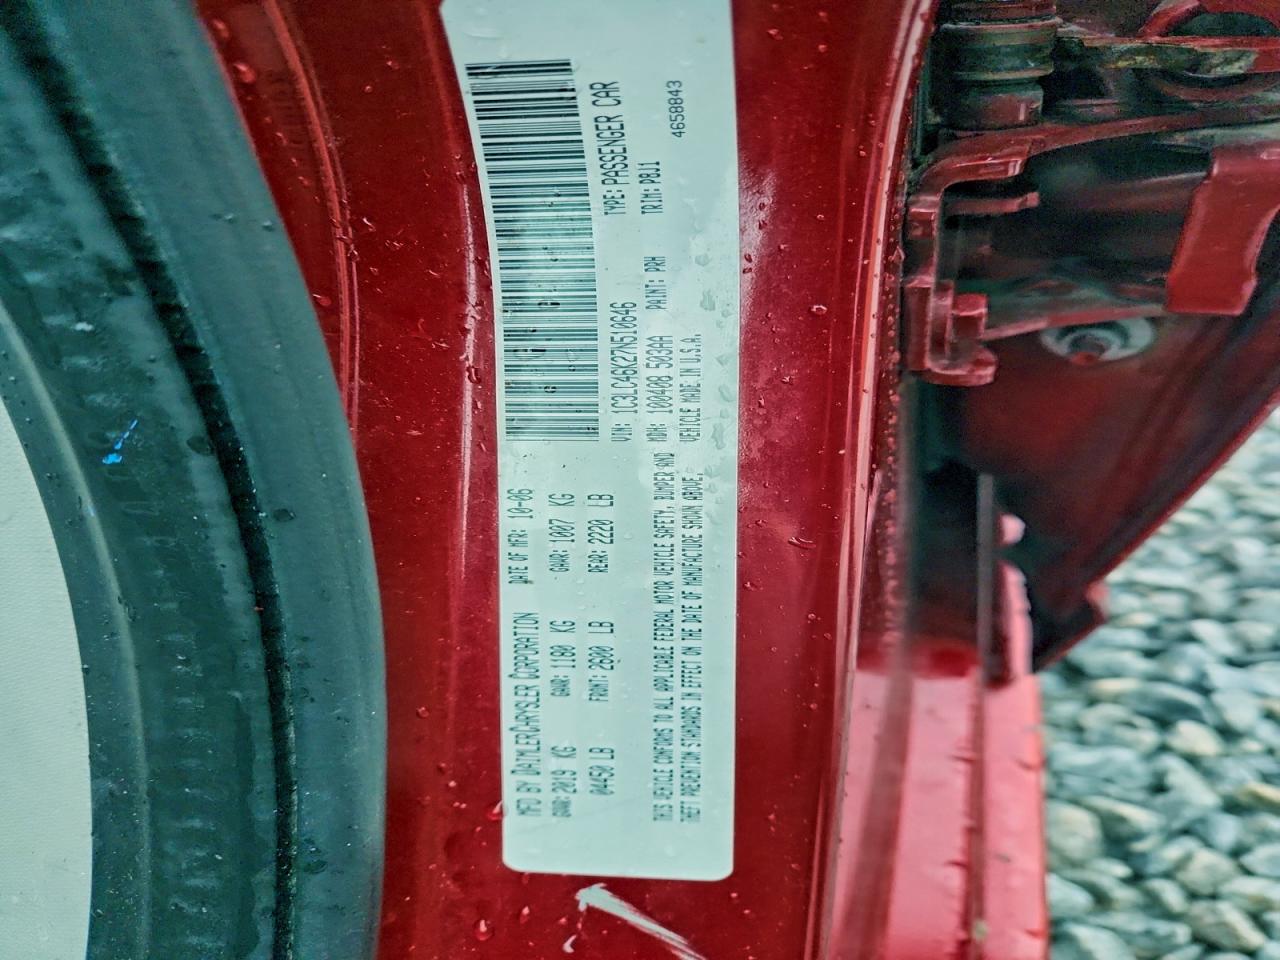 MFD BY DAIMLERCHRYSLER CORPORATION DATE OF MFR: 10-06
GVWR: 2019 KG GAWR: 1180 KG GAWR: 1007 KG
04450 LB FRONT: 2600 LB REAR: 2220 LB
VIN: 1C3LC46K27N510646 TYPE: PASSENGER CAR
THIS VEHICLE CONFORMS TO ALL APPLICABLE FEDERAL MOTOR VEHICLE SAFETY, BUMPER AND
THEFT PREVENTION STANDARDS IN EFFECT ON THE DATE OF MANUFACTURE SHOWN ABOVE.
MDH: 100408 593AA PAINT: PRH TRIM: P8J1
VEHICLE MADE IN U.S.A.
4658843